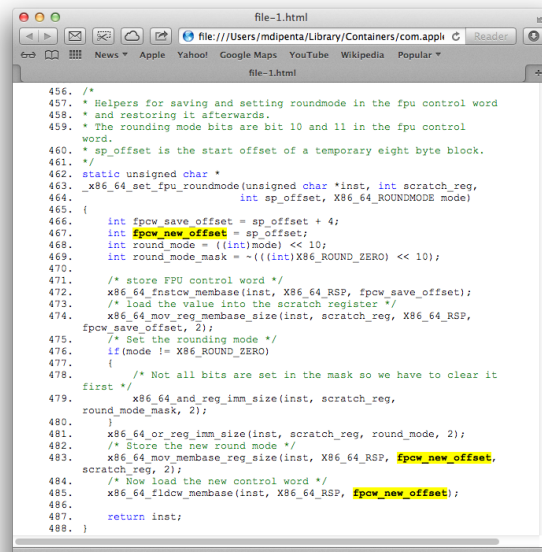 file-1.html
file:///Users/mdipenta/Library/Containers/com.appl
Reader
News Apple Yahoo! Google Maps YouTube Wikipedia Popular
file-1.html
456. /*
457. * Helpers for saving and setting roundmode in the fpu control word
458. * and restoring it afterwards.
459. * The rounding mode bits are bit 10 and 11 in the fpu control
word.
460. * sp_offset is the start offset of a temporary eight byte block.
461. */
462. static unsigned char *
463. _x86_64_set_fpu_roundmode(unsigned char *inst, int scratch_reg,
464. int sp_offset, X86_64_ROUNDMODE mode)
465. {
466. int fpcw_save_offset = sp_offset + 4;
467. int fpcw_new_offset = sp_offset;
468. int round_mode = ((int)mode) << 10;
469. int round_mode_mask = ~(((int)X86_ROUND_ZERO) << 10);
470.
471. /* store FPU control word */
472. x86_64_fnstcw_membase(inst, X86_64_RSP, fpcw_save_offset);
473. /* load the value into the scratch register */
474. x86_64_mov_reg_membase_size(inst, scratch_reg, X86_64_RSP,
fpcw_save_offset, 2);
475. /* Set the rounding mode */
476. if(mode != X86_ROUND_ZERO)
477. {
478. /* Not all bits are set in the mask so we have to clear it
first */
479. x86_64_and_reg_imm_size(inst, scratch_reg,
round_mode_mask, 2);
480. }
481. x86_64_or_reg_imm_size(inst, scratch_reg, round_mode, 2);
482. /* Store the new round mode */
483. x86_64_mov_membase_reg_size(inst, X86_64_RSP, fpcw_new_offset,
scratch_reg, 2);
484. /* Now load the new control word */
485. x86_64_fldcw_membase(inst, X86_64_RSP, fpcw_new_offset);
486.
487. return inst;
488. }